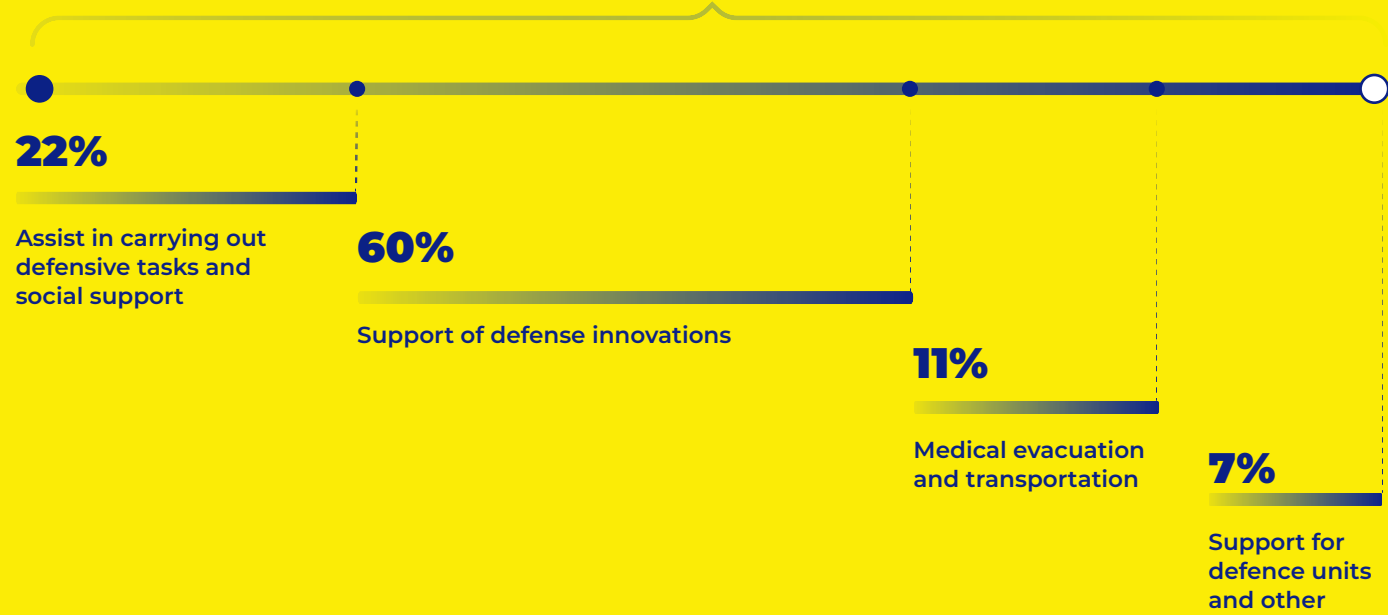 22%
Assist in carrying out
defensive tasks and
social support
60%
Support of defense innovations
11%
Medical evacuation
and transportation
7%
Support for
defence units
and other